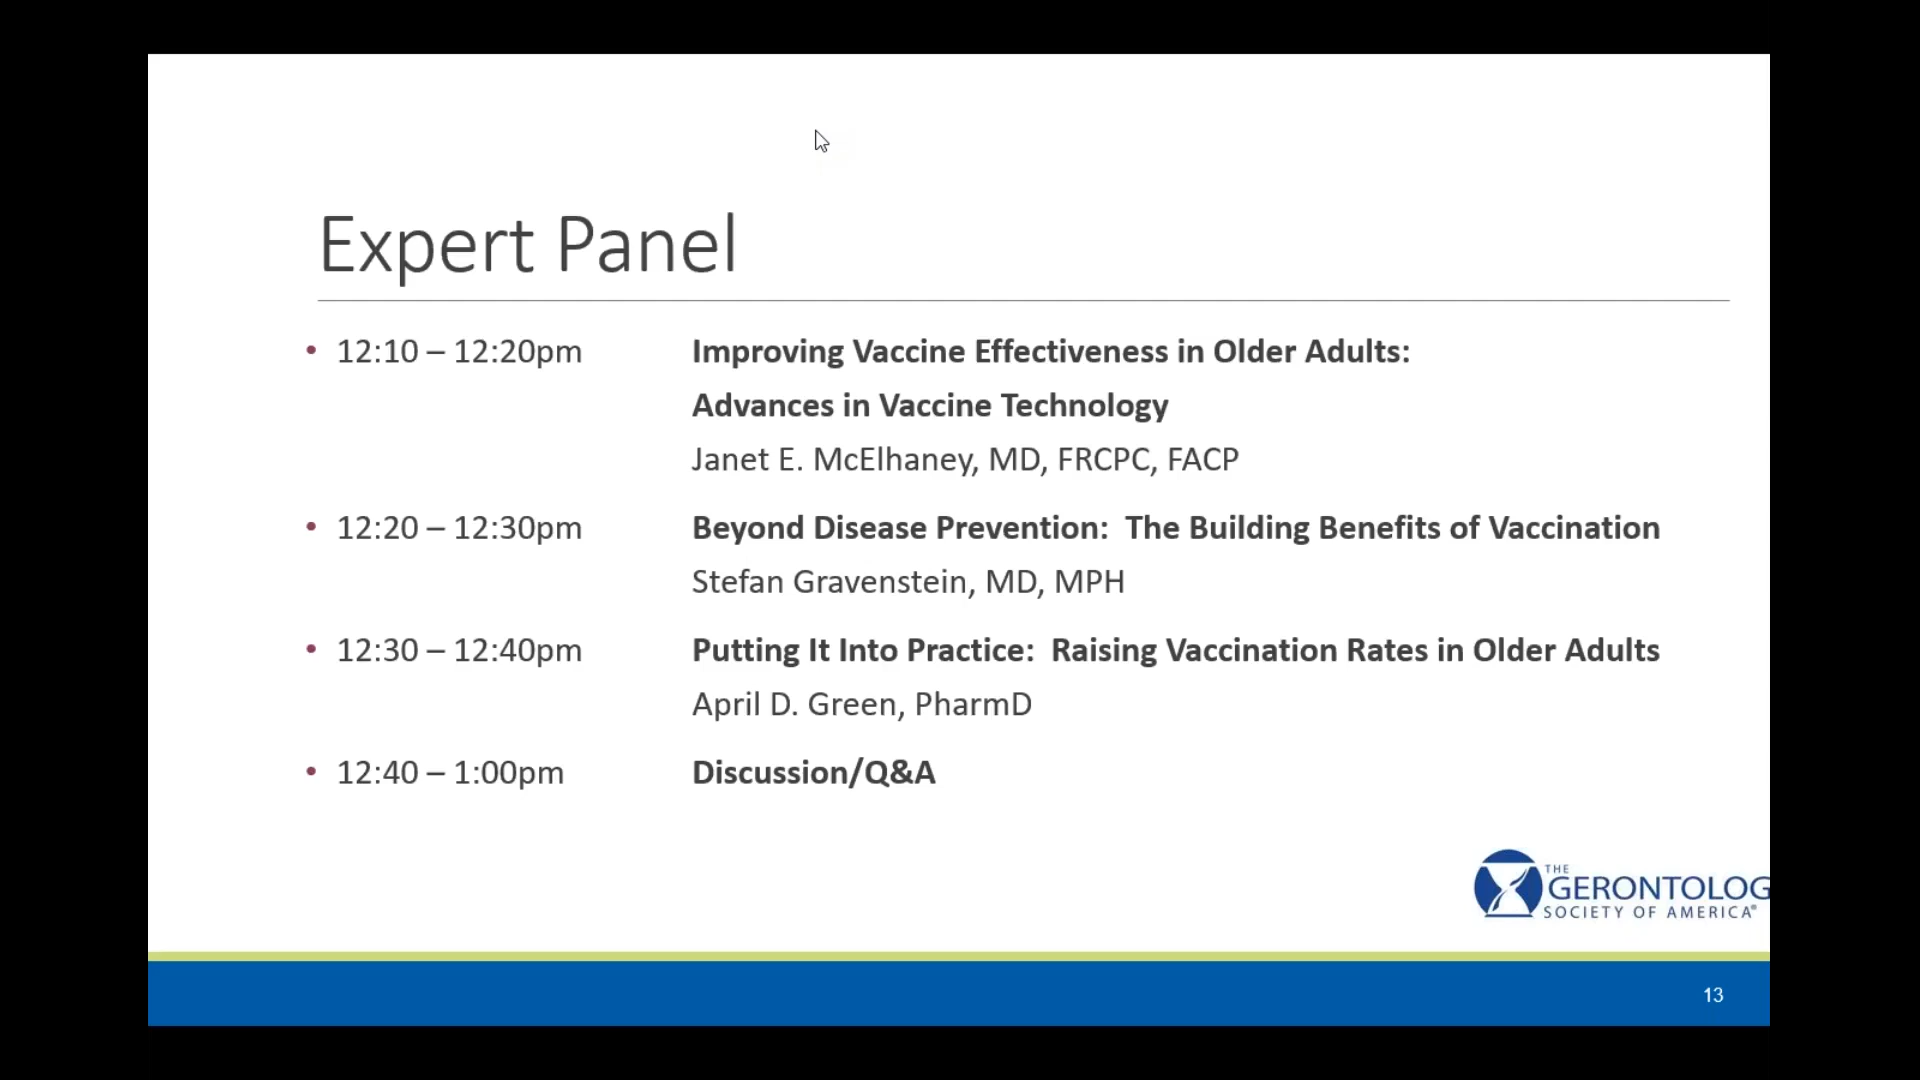 Expert Panel
• 12:10 – 12:20pm Improving Vaccine Effectiveness in Older Adults:
Advances in Vaccine Technology
Janet E. McElhaney, MD, FRCPC, FACP
• 12:20 – 12:30pm Beyond Disease Prevention: The Building Benefits of Vaccination
Stefan Gravenstein, MD, MPH
• 12:30 – 12:40pm Putting It Into Practice: Raising Vaccination Rates in Older Adults
April D. Green, PharmD
• 12:40 – 1:00pm Discussion/Q&A
THE
GERONTOLOG
SOCIETY OF AMERICA®
13